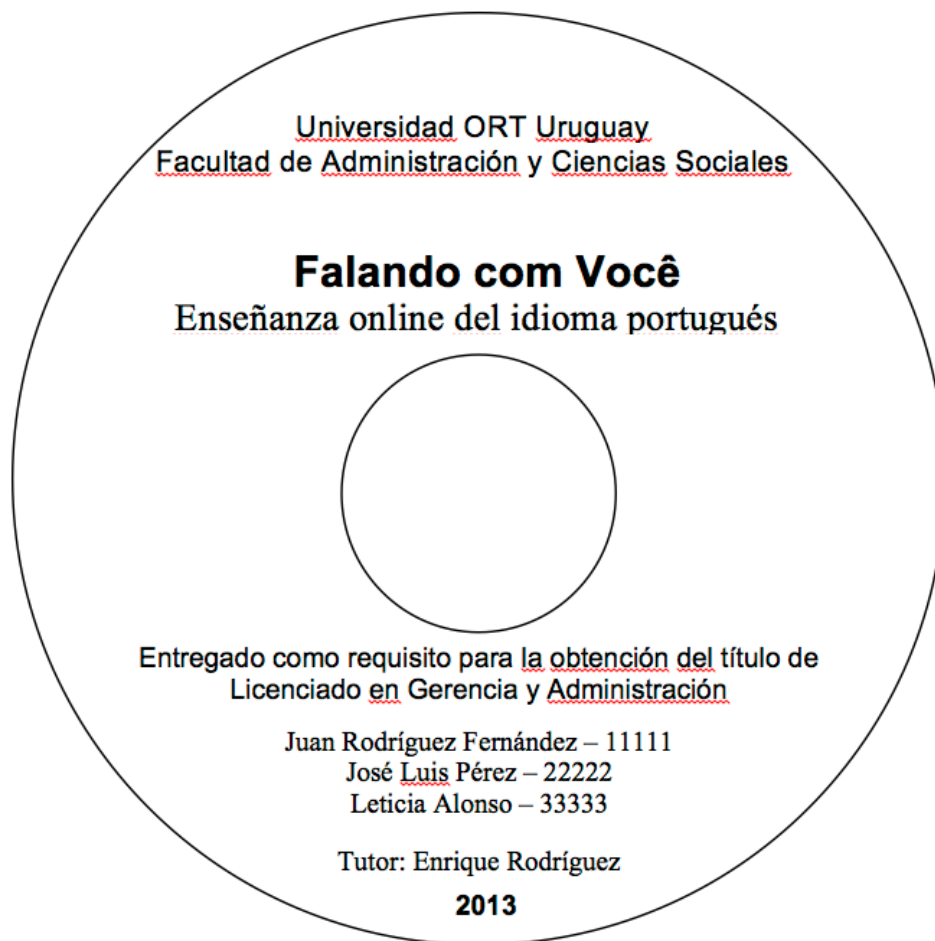 Universidad ORT Uruguay
Facultad de Administración y Ciencias Sociales
Falando com Você
Enseñanza online del idioma portugués
Entregado como requisito para la obtención del título de
Licenciado en Gerencia y Administración
Juan Rodríguez Fernández – 11111
José Luis Pérez – 22222
Leticia Alonso – 33333
Tutor: Enrique Rodríguez
2013